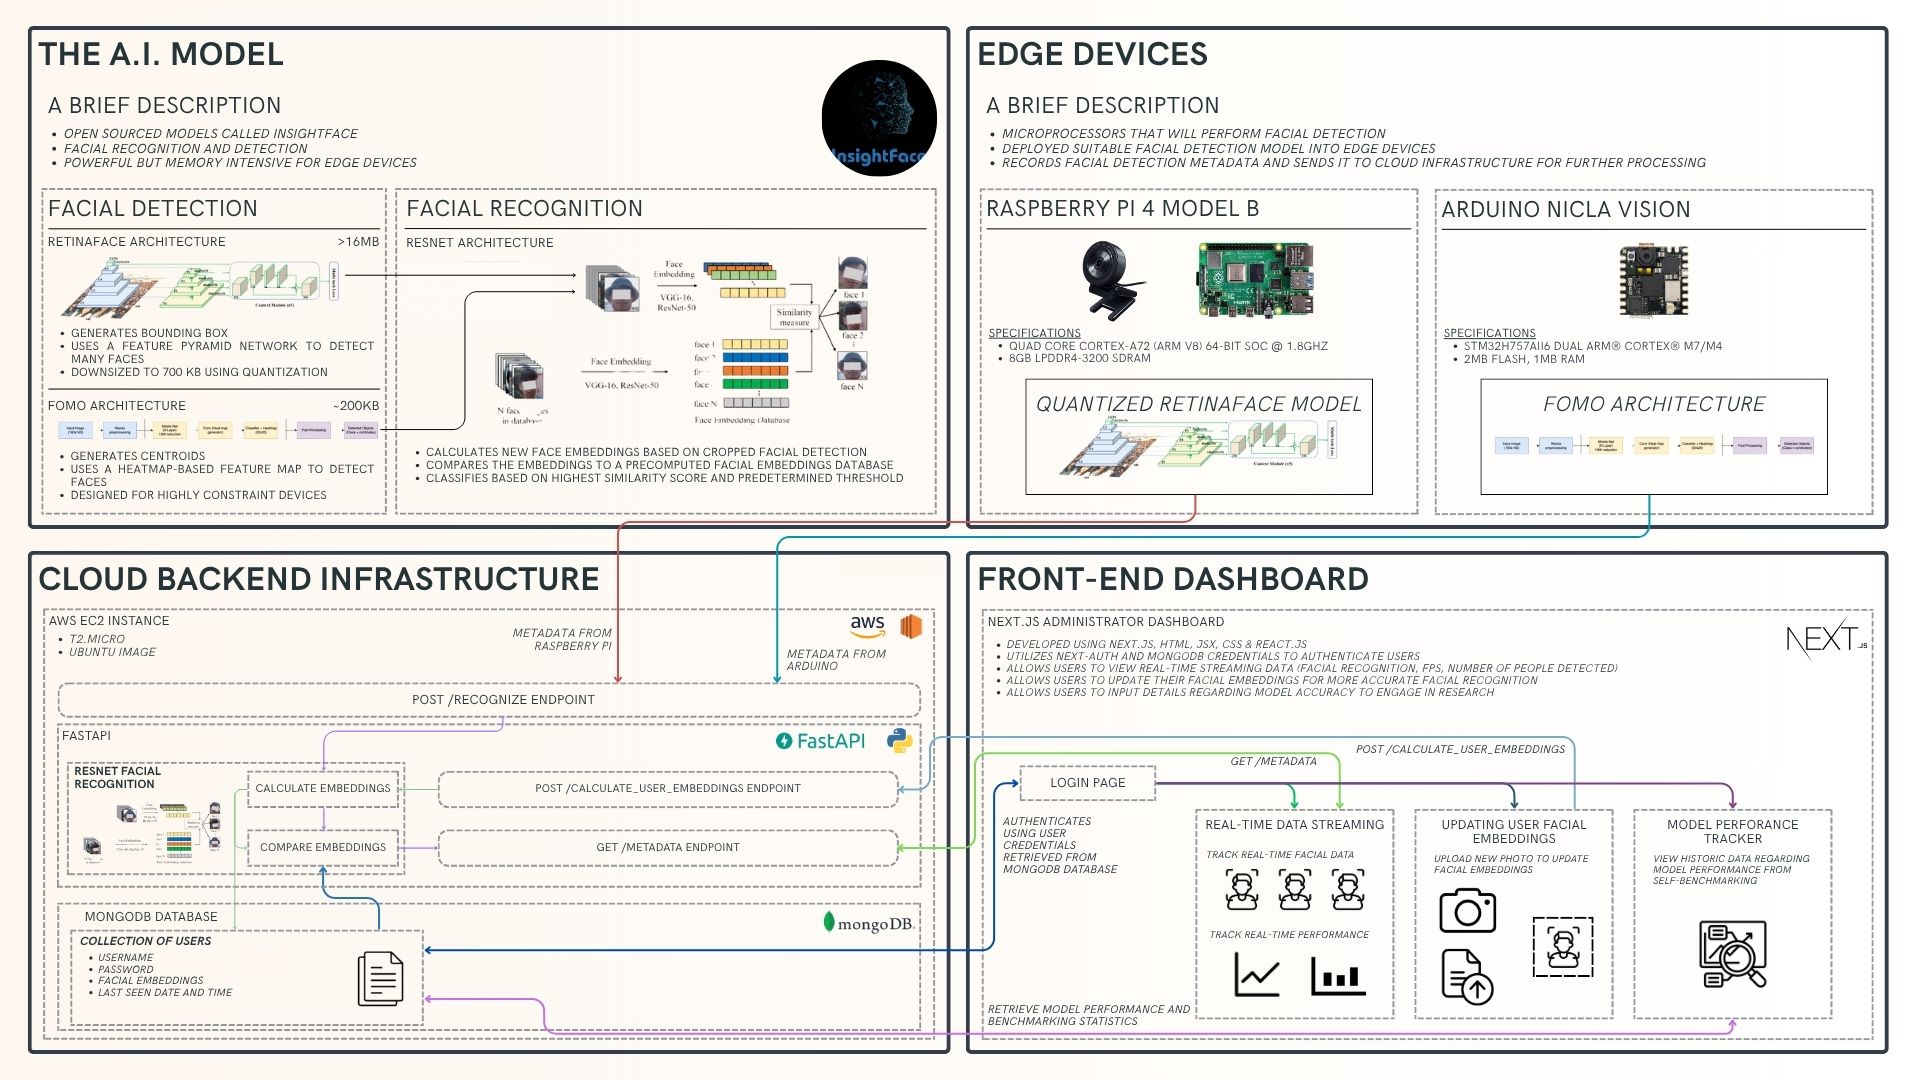 THE A.I. MODEL
A BRIEF DESCRIPTION
OPEN SOURCED MODELS CALLED INSIGHTFACE
FACIAL RECOGNITION AND DETECTION
POWERFUL BUT MEMORY INTENSIVE FOR EDGE DEVICES
InsightFace
FACIAL DETECTION
RETINAFACE ARCHITECTURE >16MB
Context Module (x5)
GENERATES BOUNDING BOX
USES A FEATURE PYRAMID NETWORK TO DETECT
MANY FACES
DOWNSIZED TO 700 KB USING QUANTIZATION
FOMO ARCHITECTURE ~200KB
GENERATES CENTROIDS
USES A HEATMAP-BASED FEATURE MAP TO DETECT
FACES
DESIGNED FOR HIGHLY CONSTRAINT DEVICES
FACIAL RECOGNITION
RESNET ARCHITECTURE
Face
Embedding
VGG-16,
ResNet-50
Similarity
measure
face 1
face 2
face N
face 1
face
face
face
face N
Face Embedding
VGG-16, ResNet-50
in database
Face Embedding Database
CALCULATES NEW FACE EMBEDDINGS BASED ON CROPPED FACIAL DETECTION
COMPARES THE EMBEDDINGS TO A PRECOMPUTED FACIAL EMBEDDINGS DATABASE
CLASSIFIES BASED ON HIGHEST SIMILARITY SCORE AND PREDETERMINED THRESHOLD
EDGE DEVICES
A BRIEF DESCRIPTION
MICROPROCESSORS THAT WILL PERFORM FACIAL DETECTION
DEPLOYED SUITABLE FACIAL DETECTION MODEL INTO EDGE DEVICES
RECORDS FACIAL DETECTION METADATA AND SENDS IT TO CLOUD INFRASTRUCTURE FOR FURTHER PROCESSING
RASPBERRY PI 4 MODEL B
SPECIFICATIONS
QUAD CORE CORTEX-A72 (ARM V8) 64-BIT SOC @ 1.8GHZ
8GB LPDDR4-3200 SDRAM
QUANTIZED RETINAFACE MODEL
Context Module (x5)
ARDUINO NICLA VISION
SPECIFICATIONS
STM32H757AII6 DUAL ARM® CORTEX® M7/M4
2MB FLASH, 1MB RAM
FOMO ARCHITECTURE
CLOUD BACKEND INFRASTRUCTURE
AWS EC2 INSTANCE
T2.MICRO
UBUNTU IMAGE
METADATA FROM
RASPBERRY PI
aws
METADATA FROM
ARDUINO
POST /RECOGNIZE ENDPOINT
FASTAPI
FastAPI
RESNET FACIAL
RECOGNITION
CALCULATE EMBEDDINGS
POST /CALCULATE_USER_EMBEDDINGS ENDPOINT
COMPARE EMBEDDINGS
GET /METADATA ENDPOINT
MONGODB DATABASE
mongoDB.
COLLECTION OF USERS
USERNAME
PASSWORD
FACIAL EMBEDDINGS
LAST SEEN DATE AND TIME
FRONT-END DASHBOARD
NEXT.JS ADMINISTRATOR DASHBOARD
NEXT.JS
DEVELOPED USING NEXT.JS, HTML, JSX, CSS & REACT.JS
UTILIZES NEXT-AUTH AND MONGODB CREDENTIALS TO AUTHENTICATE USERS
ALLOWS USERS TO VIEW REAL-TIME STREAMING DATA (FACIAL RECOGNITION, FPS, NUMBER OF PEOPLE DETECTED)
ALLOWS USERS TO UPDATE THEIR FACIAL EMBEDDINGS FOR MORE ACCURATE FACIAL RECOGNITION
ALLOWS USERS TO INPUT DETAILS REGARDING MODEL ACCURACY TO ENGAGE IN RESEARCH
POST /CALCULATE_USER_EMBEDDINGS
GET /METADATA
LOGIN PAGE
AUTHENTICATES
USING USER
CREDENTIALS
RETRIEVED FROM
MONGODB DATABASE
REAL-TIME DATA STREAMING
TRACK REAL-TIME FACIAL DATA
TRACK REAL-TIME PERFORMANCE
UPDATING USER FACIAL
EMBEDDINGS
UPLOAD NEW PHOTO TO UPDATE
FACIAL EMBEDDINGS
MODEL PERFORANCE
TRACKER
VIEW HISTORIC DATA REGARDING
MODEL PERFORMANCE FROM
SELF-BENCHMARKING
RETRIEVE MODEL PERFORMANCE AND
BENCHMARKING STATISTICS